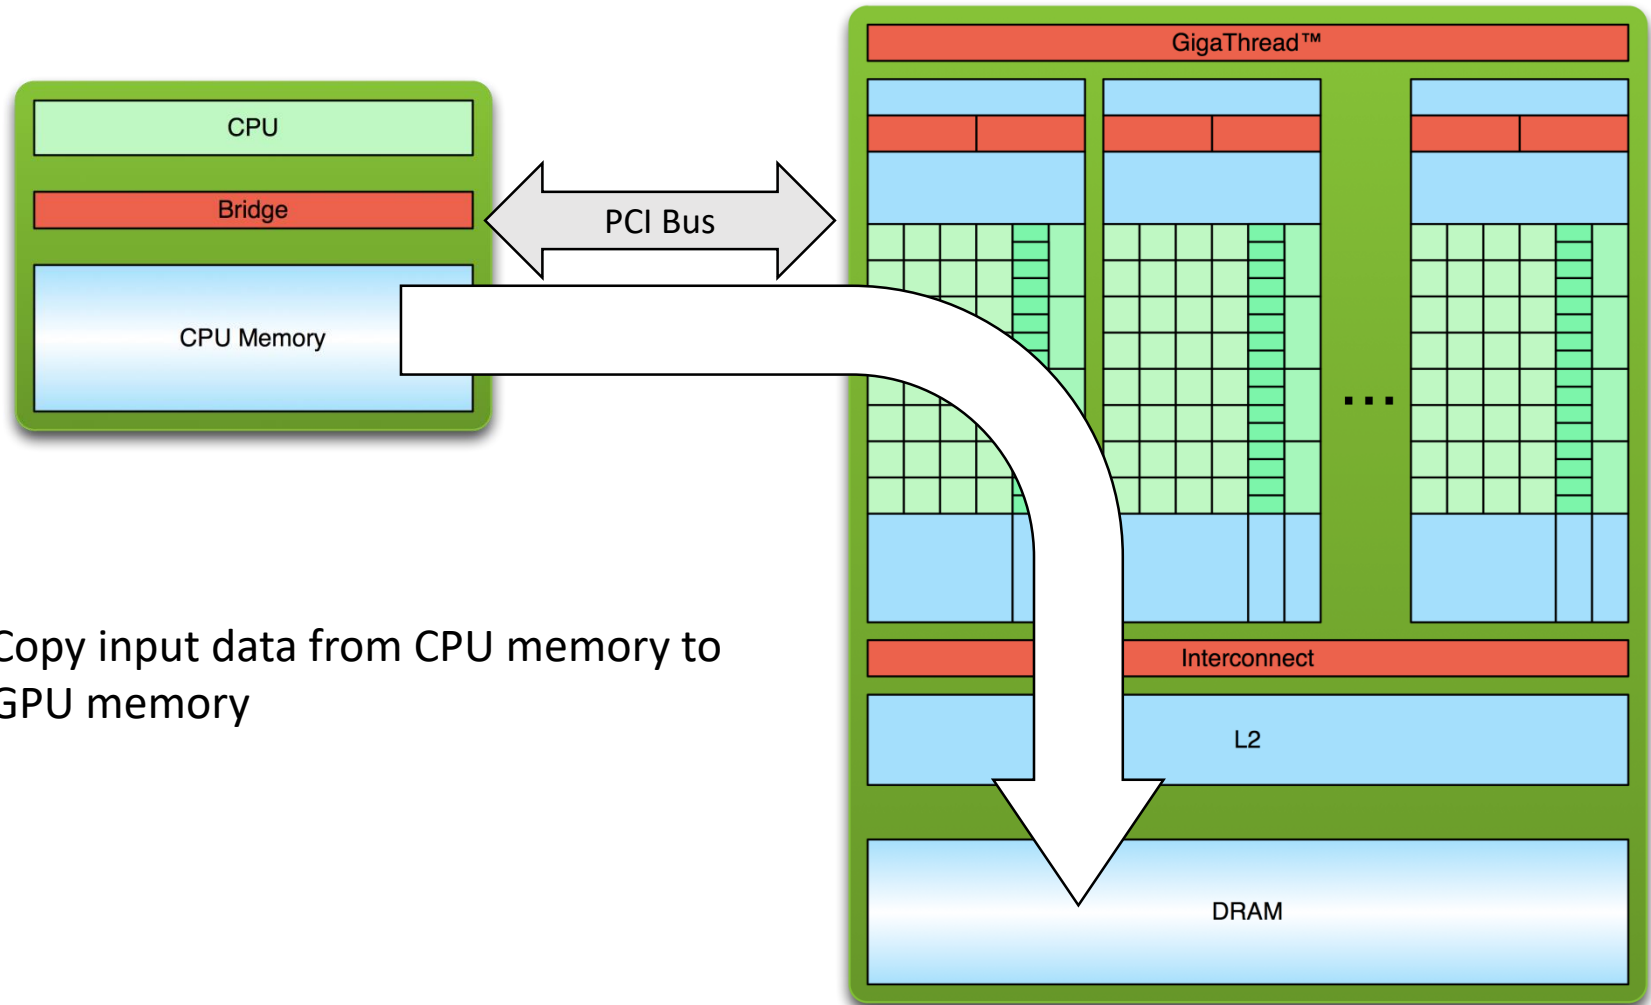 GigaThread™
CPU
Bridge
PCI Bus
CPU Memory
...
Copy input data from CPU memory to
GPU memory
Interconnect
L2
DRAM